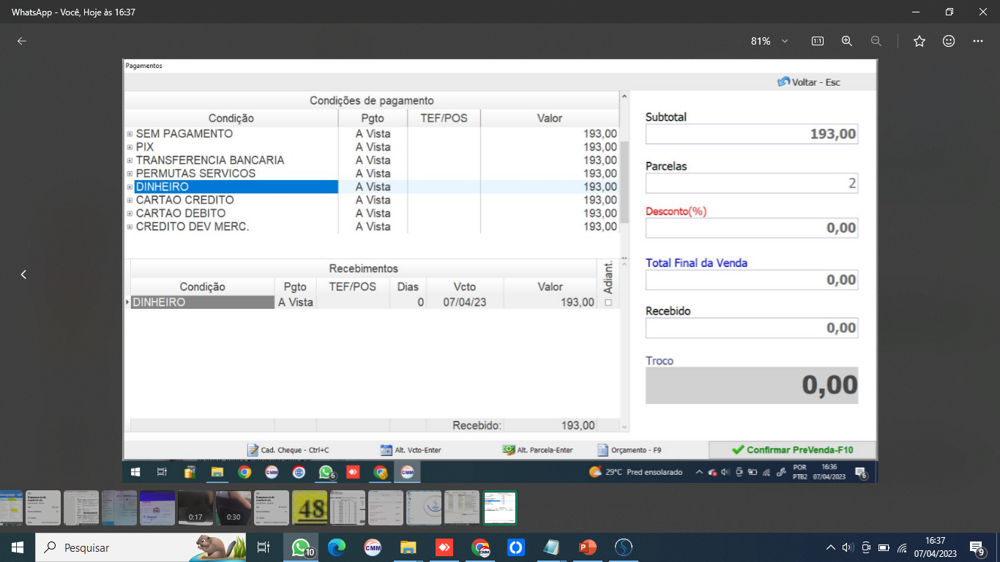 WhatsApp - Você, Hoje às 16:37
81%
1:1
Pagamentos
Voltar - Esc
Condições de pagamento
Condição Pgto TEF/POS Valor
SEM PAGAMENTO A Vista 193,00
PIX A Vista 193,00
TRANSFERENCIA BANCARIA A Vista 193,00
PERMUTAS SERVICOS A Vista 193,00
DINHEIRO A Vista 193,00
CARTAO CREDITO A Vista 193,00
CARTAO DEBITO A Vista 193,00
CREDITO DEV MERC. A Vista 193,00
Subtotal
193,00
Parcelas
2
Desconto(%)
0,00
Total Final da Venda
0,00
Recebido
0,00
Troco
0,00
Recebimentos
Condição Pgto TEF/POS Dias Vcto Valor Adiant.
DINHEIRO A Vista 0 07/04/23 193,00
Recebido: 193,00
Cad. Cheque - Ctrl+C Alt. Vcto-Enter Alt. Parcela-Enter Orçamento - F9 Confirmar PreVenda-F10
CMM 6 CMM 29°C Pred ensolarado POR PTB2 16:36 07/04/2023 6
0:17 0:30 48
Pesquisar 10 CMM CMM 16:37 07/04/2023 9